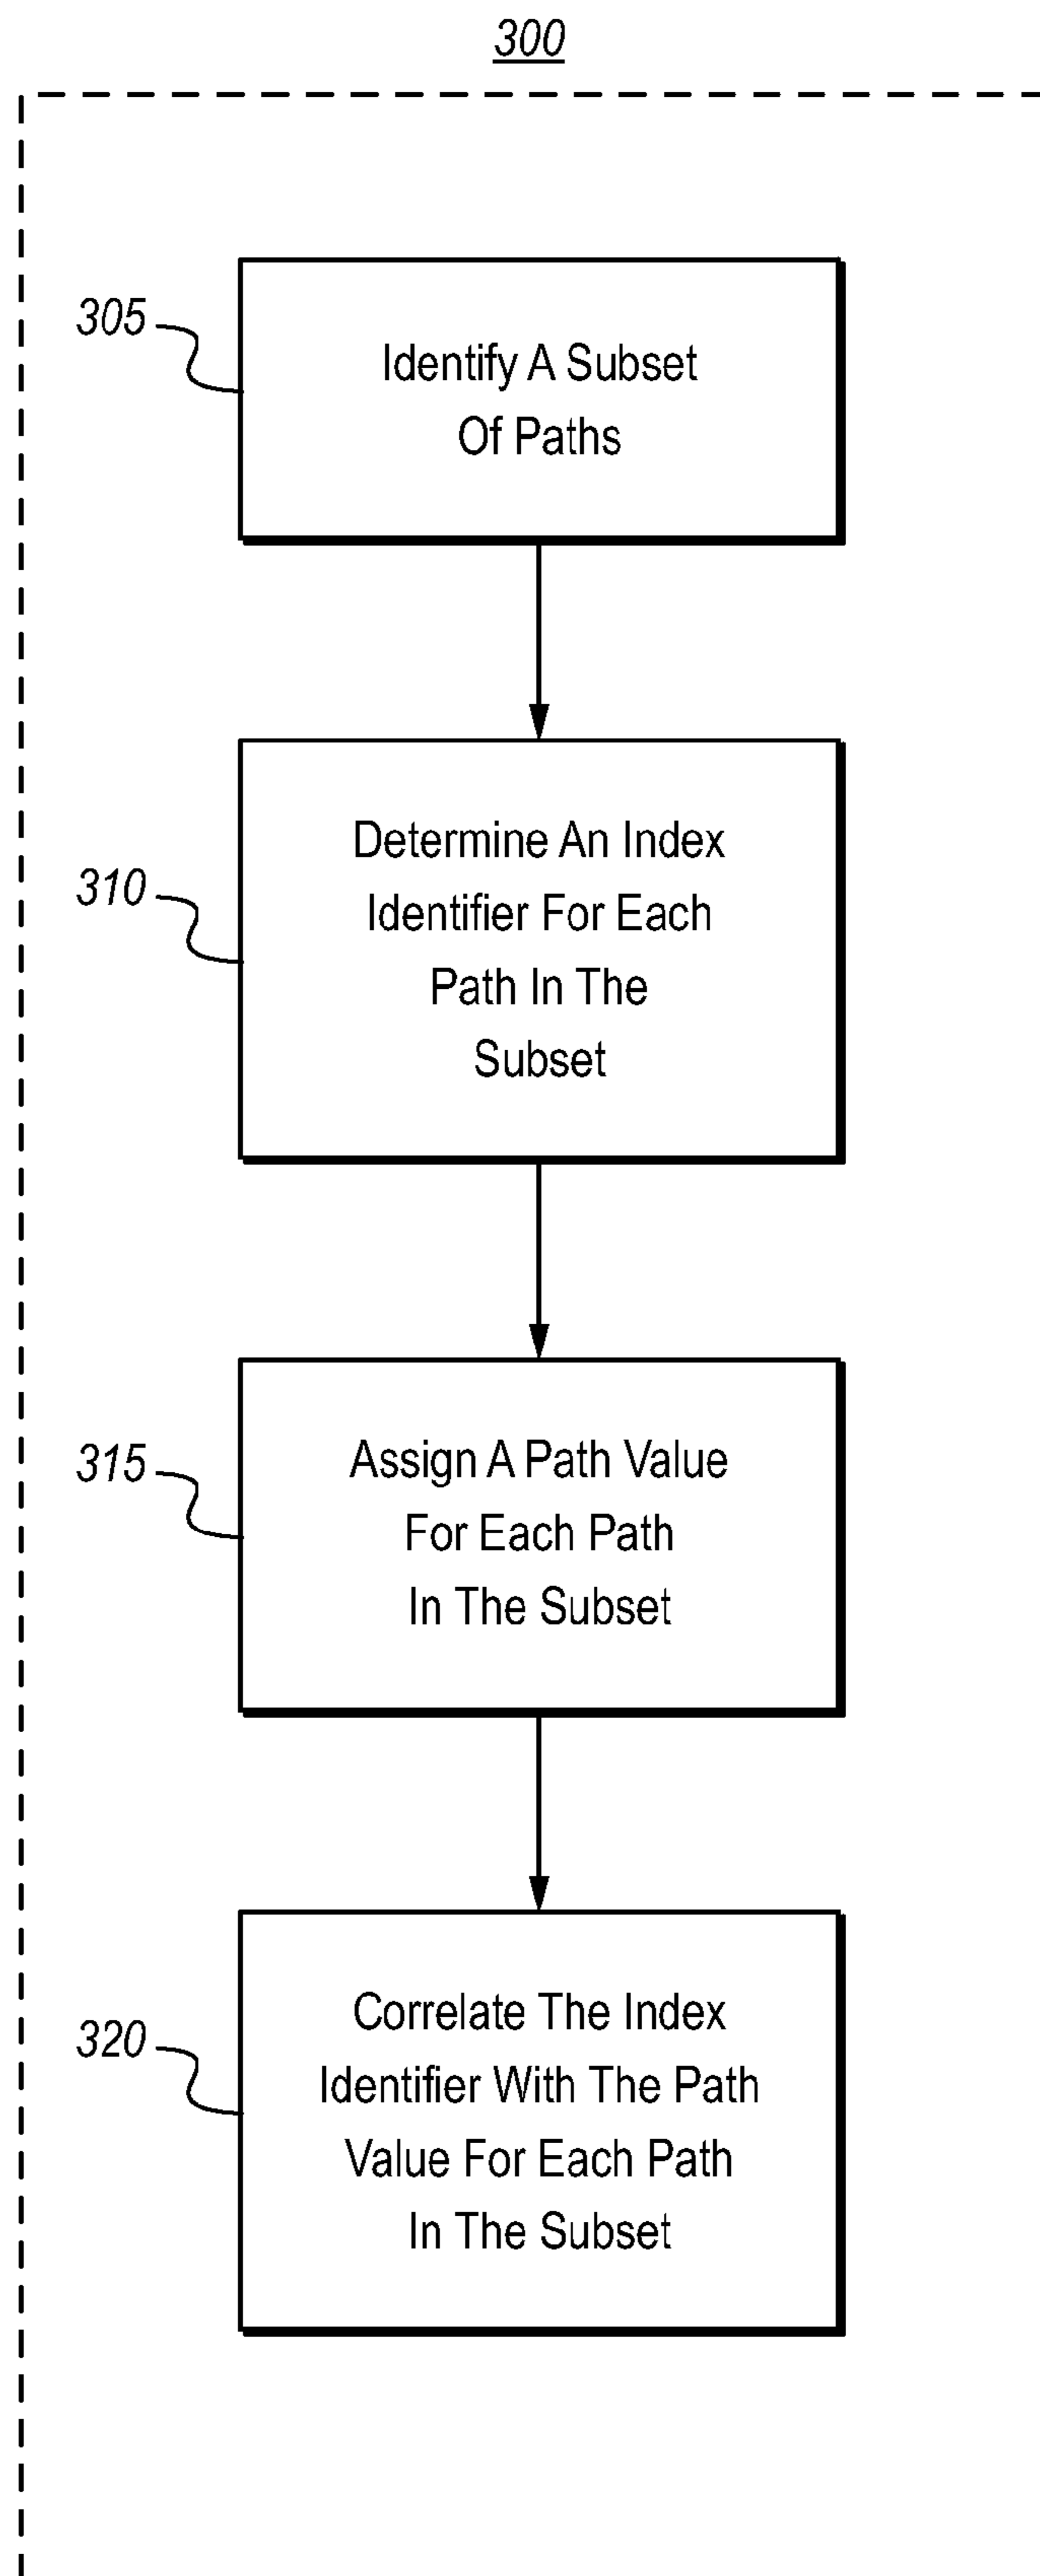 300
305
Identify A Subset
Of Paths
310
Determine An Index
Identifier For Each
Path In The
Subset
315
Assign A Path Value
For Each Path
In The Subset
320
Correlate The Index
Identifier With The Path
Value For Each Path
In The Subset